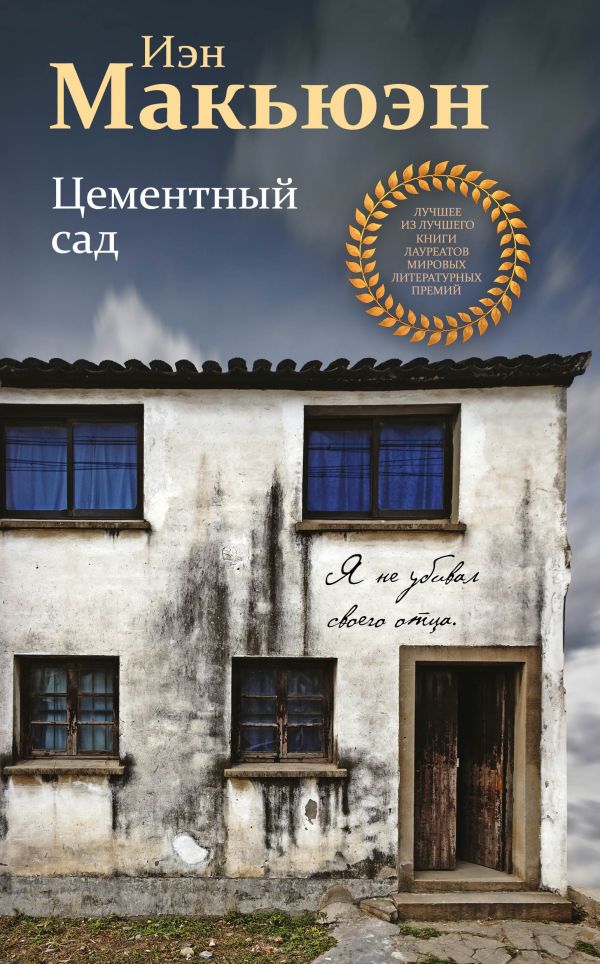 Иэн
Макьюэн
Цементный
сад
ЛУЧШЕЕ
ИЗ ЛУЧШЕГО
КНИГИ
ЛАУРЕАТОВ
МИРОВЫХ
ЛИТЕРАТУРНЫХ
ПРЕМИЙ
Я не убивал
своего отца.